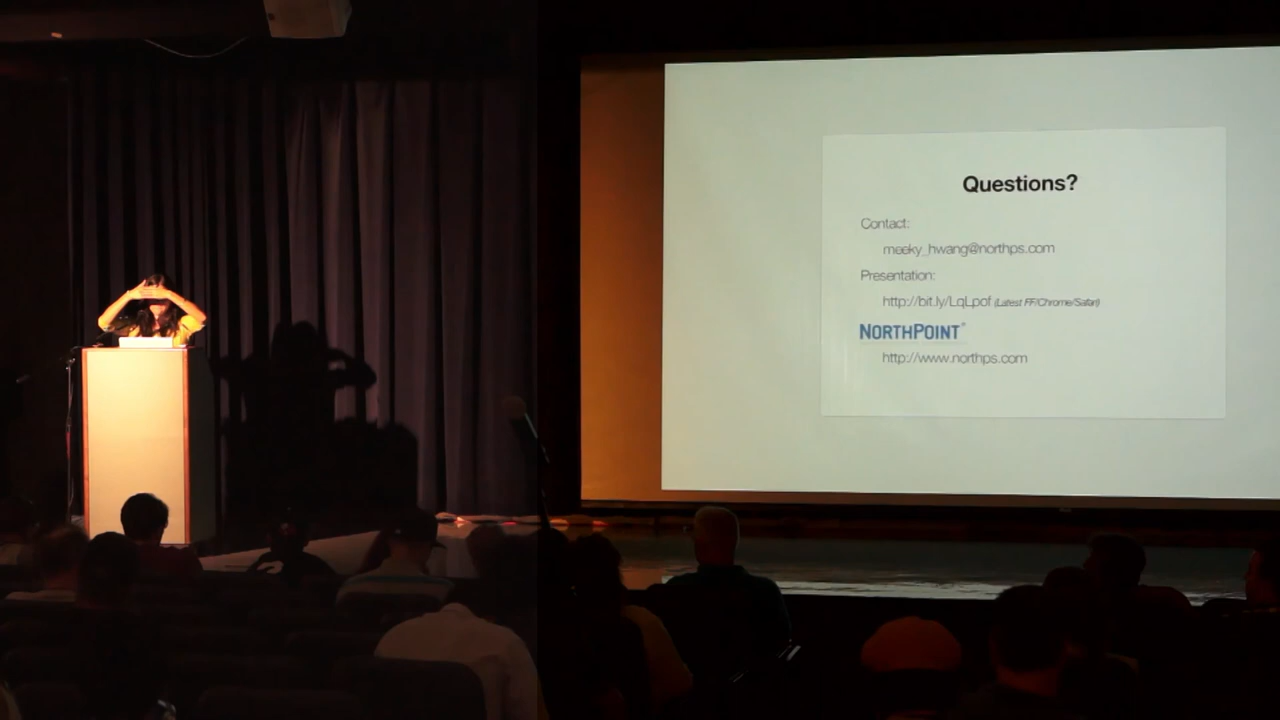 Questions?
Contact:
meeky_hwang@northps.com
Presentation:
http://bit.ly/LqLpof (Latest FF/Chrome/Safari)
NORTHPOINT®
http://www.northps.com